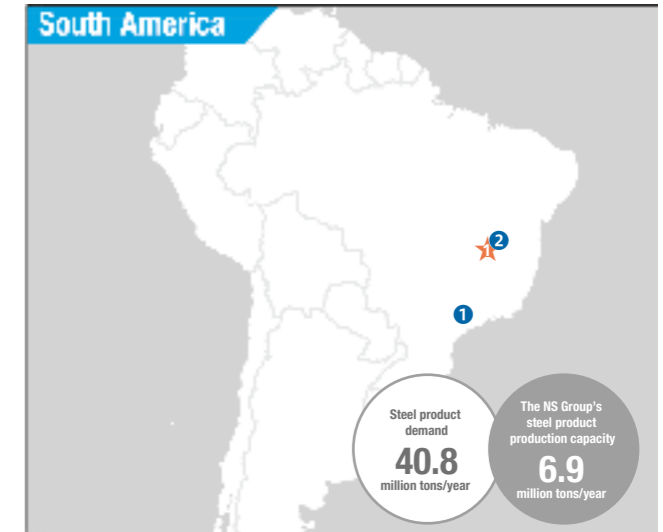 South America
2
1
1
Steel product
demand
40.8
million tons/year
The NS Group's
steel product
production capacity
6.9
million tons/year